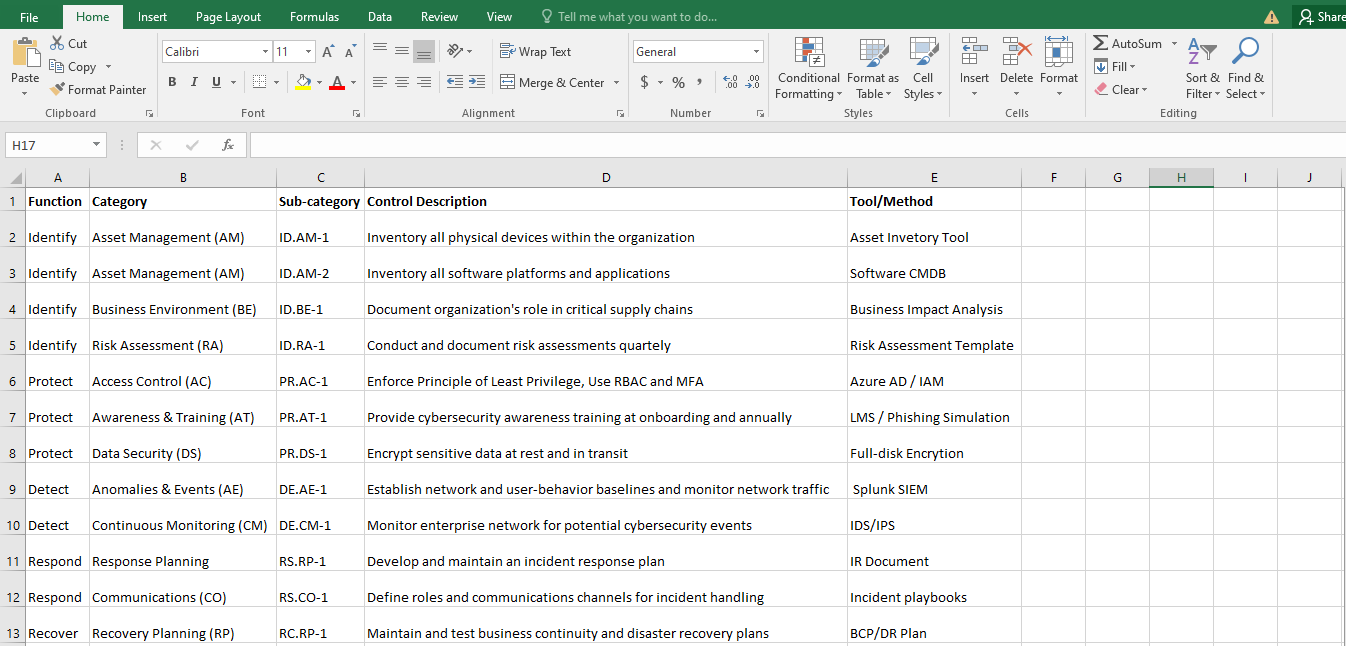 File Home Insert Page Layout Formulas Data Review View Tell me what you want to do... Share
Cut
Copy
Format Painter
Paste
Clipboard
Calibri 11 A A
B I U A
Font
Wrap Text
Merge & Center
Alignment
General
$ % , .00 .00
Number
Conditional Formatting
Format as Table
Cell Styles
Styles
Insert Delete Format
Cells
AutoSum
Fill
Clear
Sort & Filter
Find & Select
Editing
H17 fx
A B C D E F G H I J
1 Function Category Sub-category Control Description Tool/Method
2 Identify Asset Management (AM) ID.AM-1 Inventory all physical devices within the organization Asset Invetory Tool
3 Identify Asset Management (AM) ID.AM-2 Inventory all software platforms and applications Software CMDB
4 Identify Business Environment (BE) ID.BE-1 Document organization's role in critical supply chains Business Impact Analysis
5 Identify Risk Assessment (RA) ID.RA-1 Conduct and document risk assessments quartely Risk Assessment Template
6 Protect Access Control (AC) PR.AC-1 Enforce Principle of Least Privilege, Use RBAC and MFA Azure AD / IAM
7 Protect Awareness & Training (AT) PR.AT-1 Provide cybersecurity awareness training at onboarding and annually LMS / Phishing Simulation
8 Protect Data Security (DS) PR.DS-1 Encrypt sensitive data at rest and in transit Full-disk Encrytion
9 Detect Anomalies & Events (AE) DE.AE-1 Establish network and user-behavior baselines and monitor network traffic Splunk SIEM
10 Detect Continuous Monitoring (CM) DE.CM-1 Monitor enterprise network for potential cybersecurity events IDS/IPS
11 Respond Response Planning RS.RP-1 Develop and maintain an incident response plan IR Document
12 Respond Communications (CO) RS.CO-1 Define roles and communications channels for incident handling Incident playbooks
13 Recover Recovery Planning (RP) RC.RP-1 Maintain and test business continuity and disaster recovery plans BCP/DR Plan